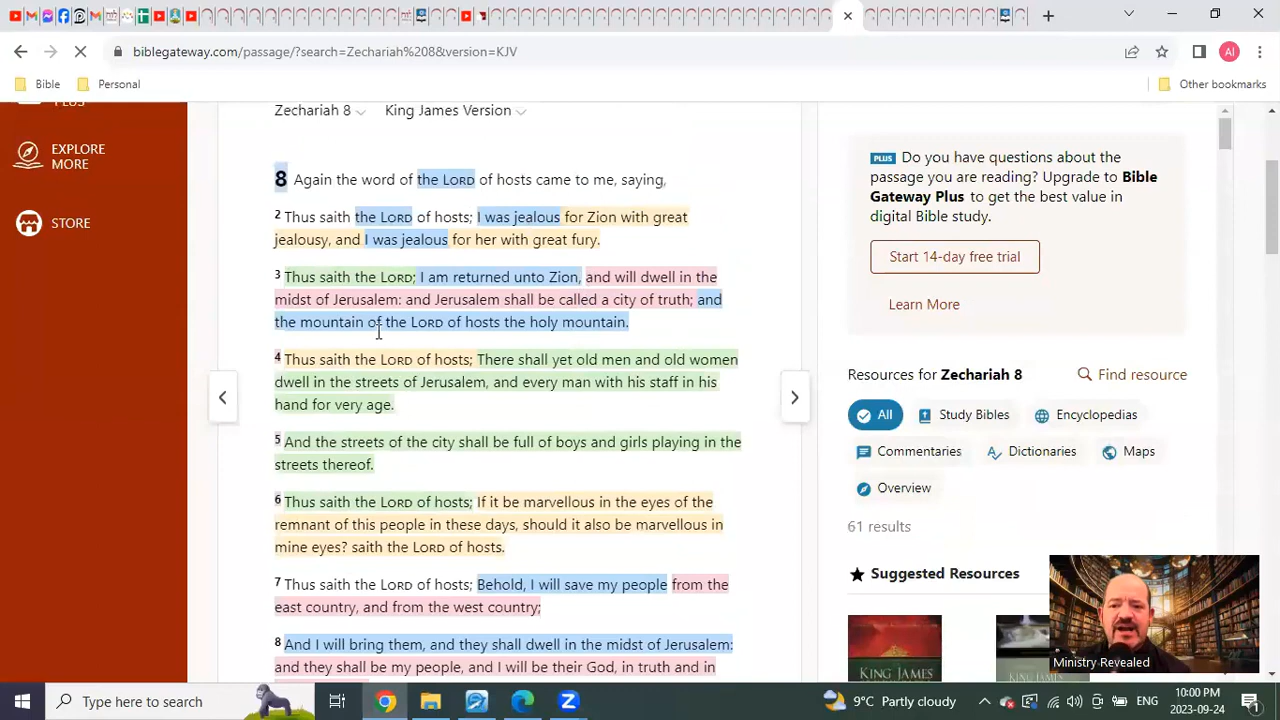 biblegateway.com/passage/?search=Zechariah%208&version=KJV
AI
Bible
Personal
Other bookmarks
PLUS
EXPLORE
MORE
STORE
Zechariah 8
King James Version
8 Again the word of the LORD of hosts came to me, saying,
2 Thus saith the LORD of hosts; I was jealous for Zion with great
jealousy, and I was jealous for her with great fury.
3 Thus saith the LORD; I am returned unto Zion, and will dwell in the
midst of Jerusalem: and Jerusalem shall be called a city of truth; and
the mountain of the LORD of hosts the holy mountain.
4 Thus saith the LORD of hosts; There shall yet old men and old women
dwell in the streets of Jerusalem, and every man with his staff in his
hand for very age.
5 And the streets of the city shall be full of boys and girls playing in the
streets thereof.
6 Thus saith the LORD of hosts; If it be marvellous in the eyes of the
remnant of this people in these days, should it also be marvellous in
mine eyes? saith the LORD of hosts.
7 Thus saith the LORD of hosts; Behold, I will save my people from the
east country, and from the west country;
8 And I will bring them, and they shall dwell in the midst of Jerusalem:
and they shall be my people, and I will be their God, in truth and in
PLUS Do you have questions about the
passage you are reading? Upgrade to Bible
Gateway Plus to get instant access to our
digital Bible study.
Start 14-day free trial
Learn More
Resources for Zechariah 8
Find resource
All
Study Bibles
Encyclopedias
Commentaries
Dictionaries
Maps
Overview
61 results
Suggested Resources
KING JAMES
Ministry Revealed
Type here to search
9°C Partly cloudy
ENG
10:00 PM
2023-09-24
1